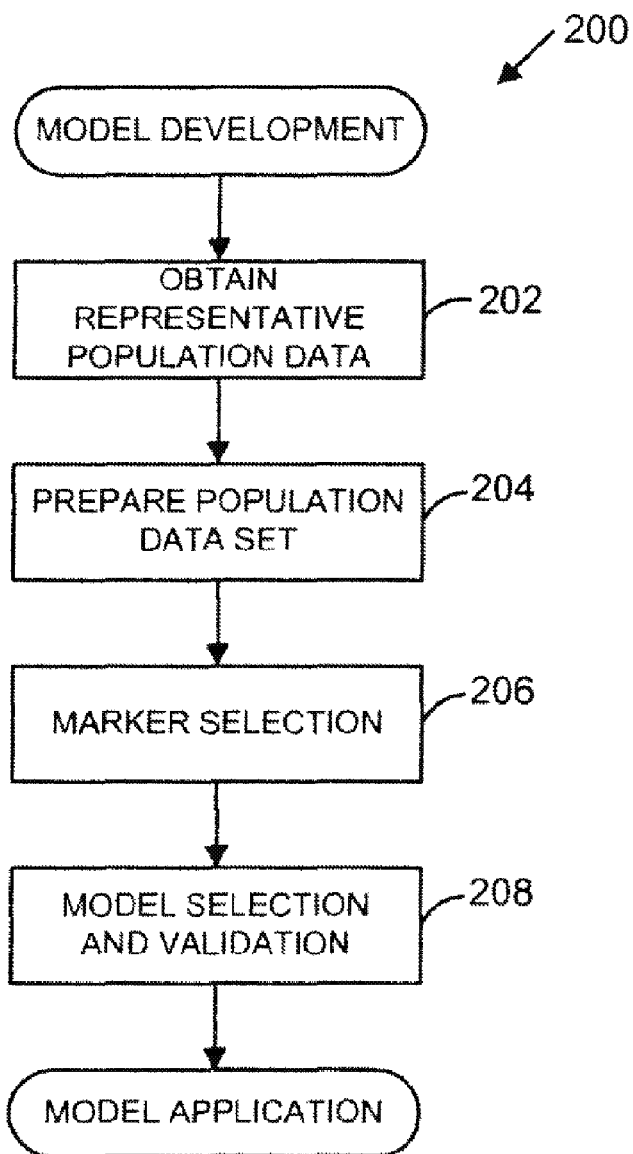 200
MODEL DEVELOPMENT
OBTAIN
REPRESENTATIVE
POPULATION DATA
202
PREPARE POPULATION
DATA SET
204
MARKER SELECTION
206
MODEL SELECTION
AND VALIDATION
208
MODEL APPLICATION